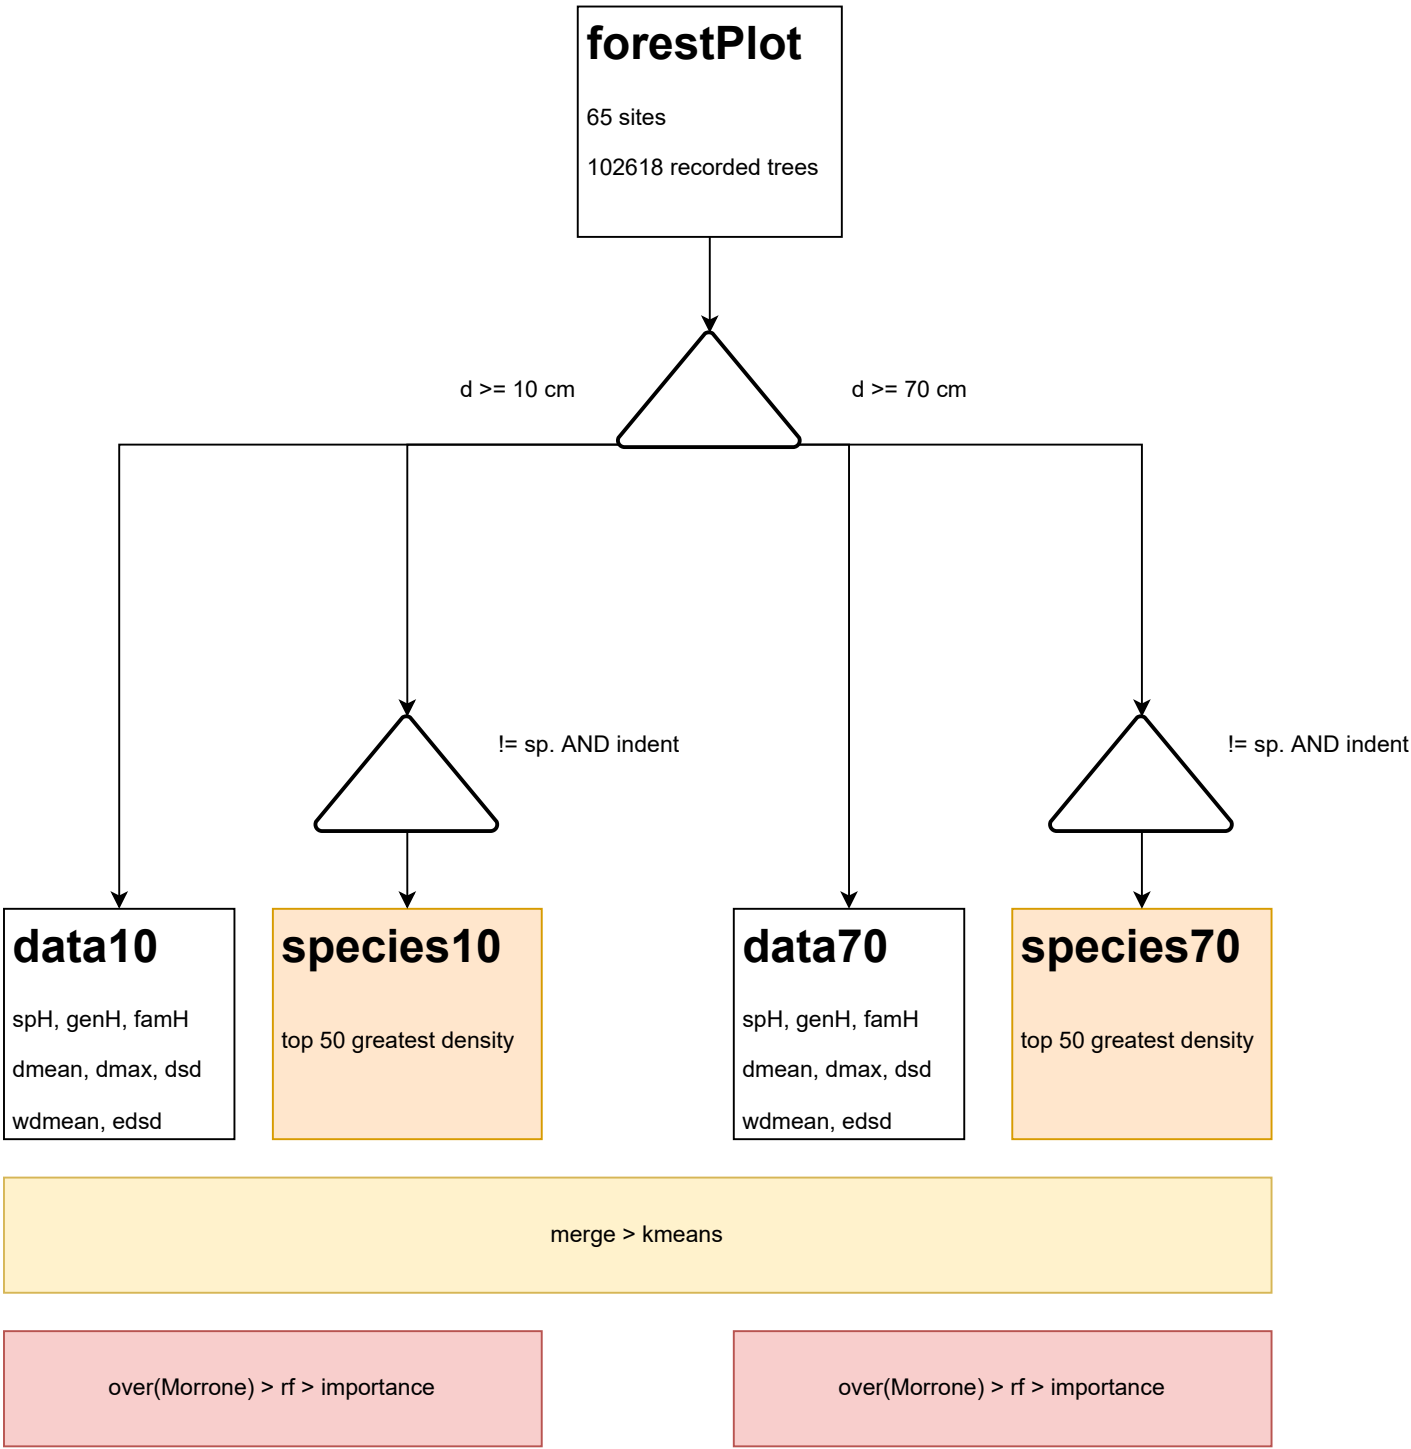 forestPlot
65 sites
102618 recorded trees
d >= 10 cm
d >= 70 cm
!= sp. AND indent
!= sp. AND indent
data10
spH, genH, famH
dmean, dmax, dsd
wdmean, edsd
species10
top 50 greatest density
data70
spH, genH, famH
dmean, dmax, dsd
wdmean, edsd
species70
top 50 greatest density
merge > kmeans
over(Morrone) > rf > importance
over(Morrone) > rf > importance